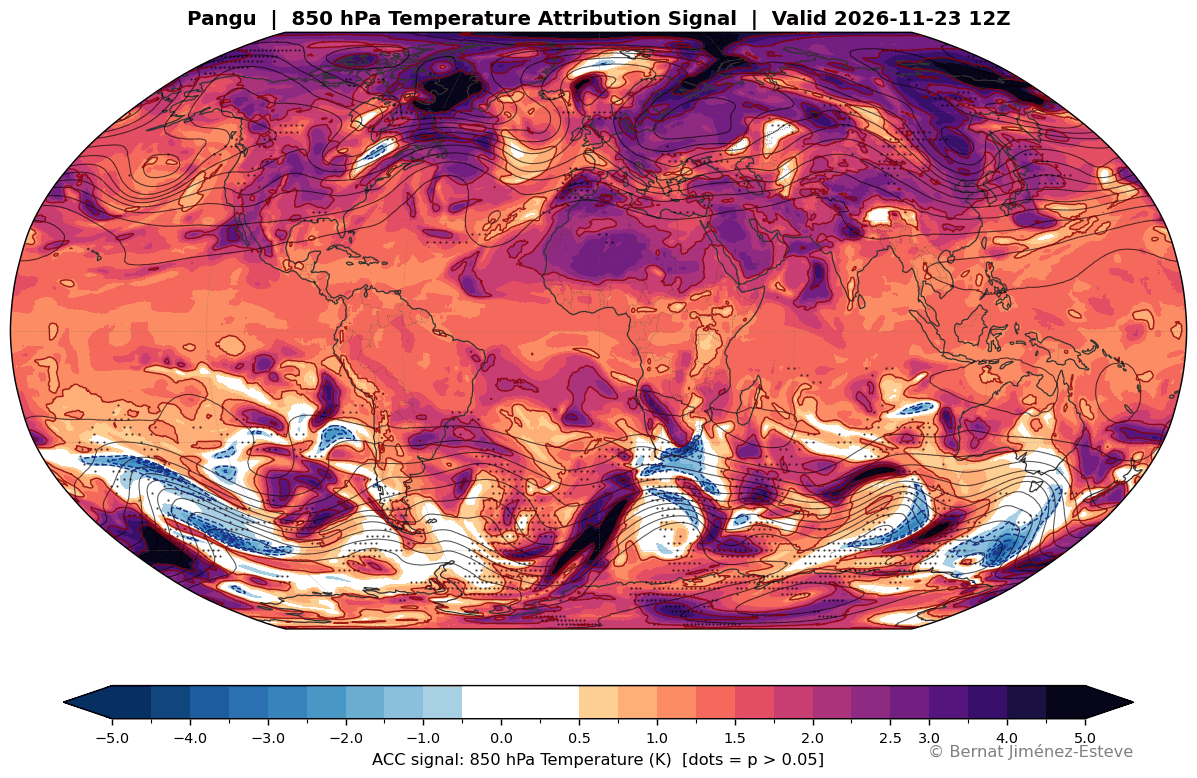 Pangu | 850 hPa Temperature Attribution Signal | Valid 2026-11-23 12Z
−5.0 −4.0 −3.0 −2.0 −1.0 0.0 0.5 1.0 1.5 2.0 2.5 3.0 4.0 5.0
ACC signal: 850 hPa Temperature (K) [dots = p > 0.05]
© Bernat Jiménez-Esteve